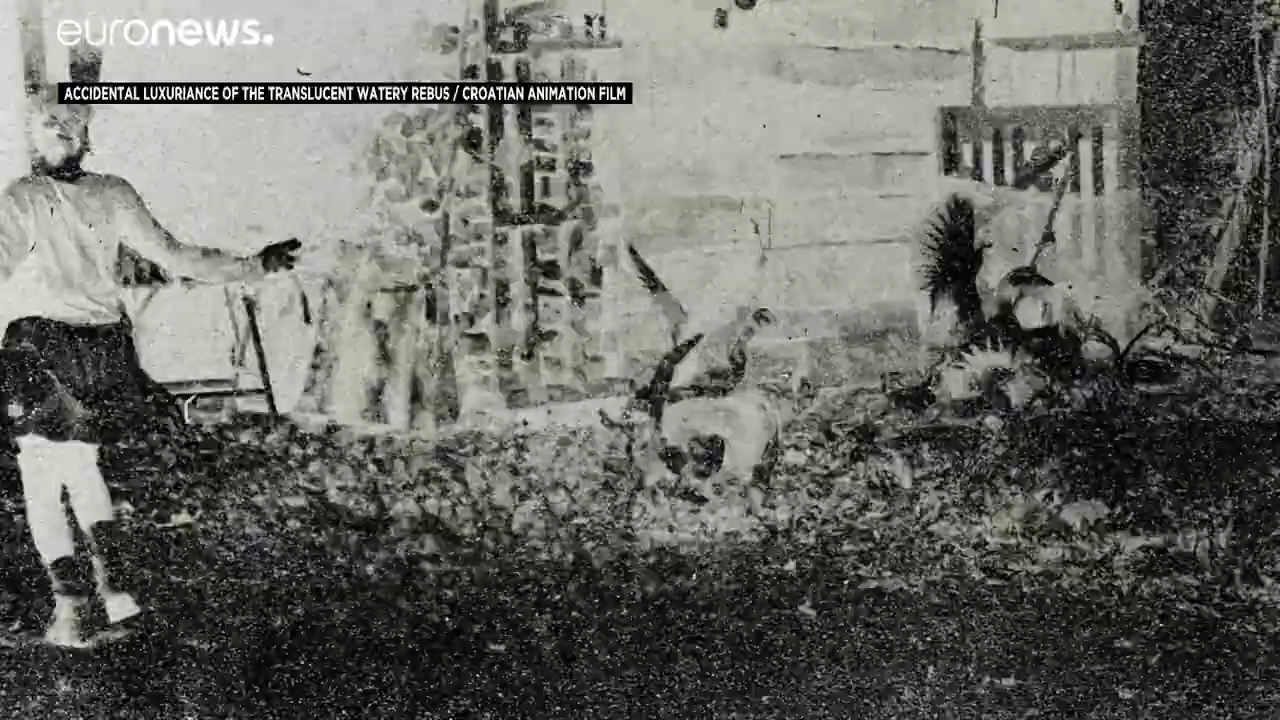 euronews.
ACCIDENTAL LUXURIANCE OF THE TRANSLUCENT WATERY REBUS / CROATIAN ANIMATION FILM